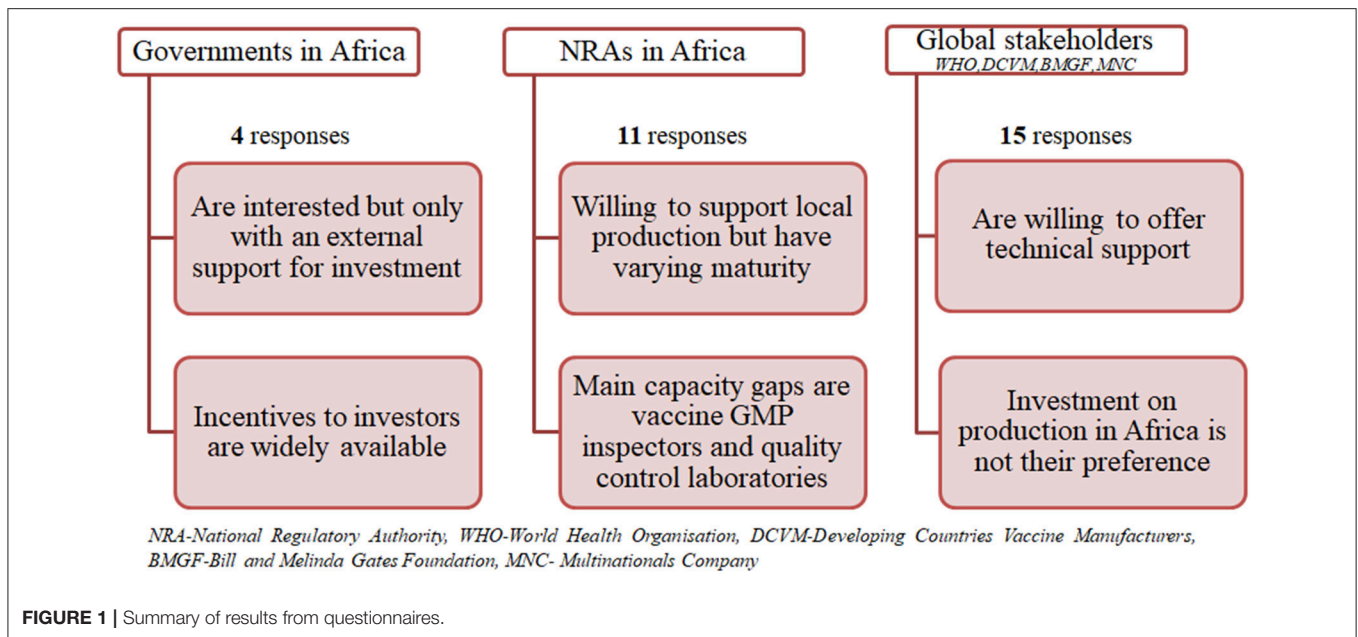 Governments in Africa
4 responses
Are interested but only
with an external
support for investment
Incentives to investors
are widely available
NRAs in Africa
11 responses
Willing to support local
production but have
varying maturity
Main capacity gaps are
vaccine GMP
inspectors and quality
control laboratories
Global stakeholders
WHO,DCVM,BMGF,MNC
15 responses
Are willing to offer
technical support
Investment on
production in Africa is
not their preference
NRA-National Regulatory Authority, WHO-World Health Organisation, DCVM-Developing Countries Vaccine Manufacturers,
BMGF-Bill and Melinda Gates Foundation, MNC- Multinationals Company
FIGURE 1 | Summary of results from questionnaires.